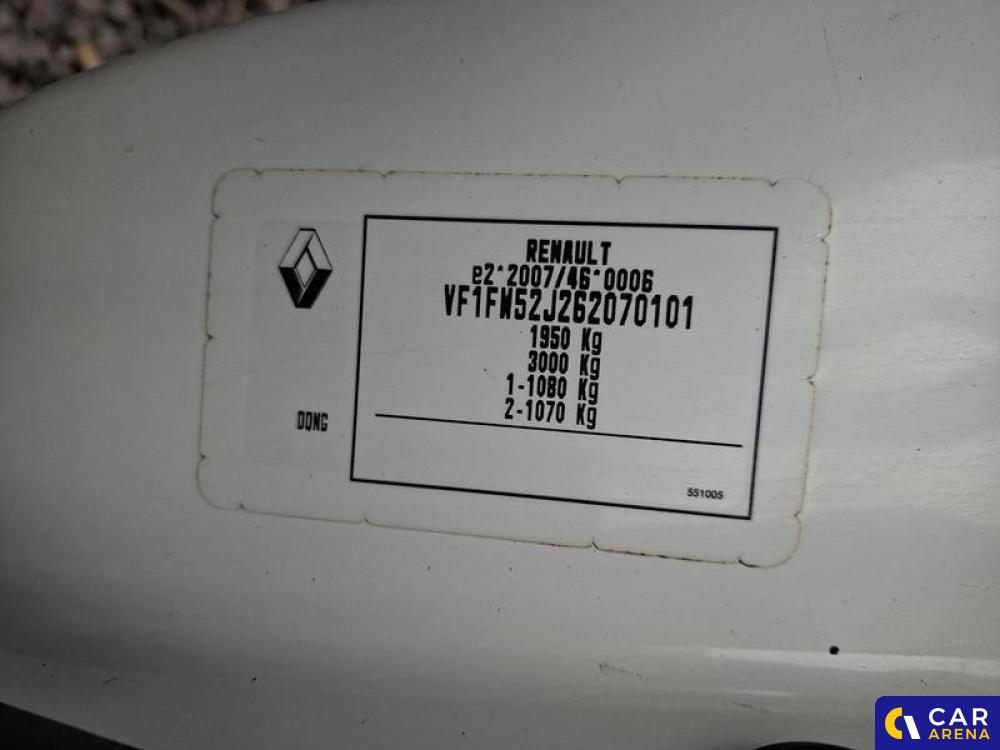 RENAULT
e2*2007/46*0006
VF1FW52J262070101
1950 Kg
3000 Kg
1-1080 Kg
2-1070 Kg
DQNG
551005
CAR
ARENA